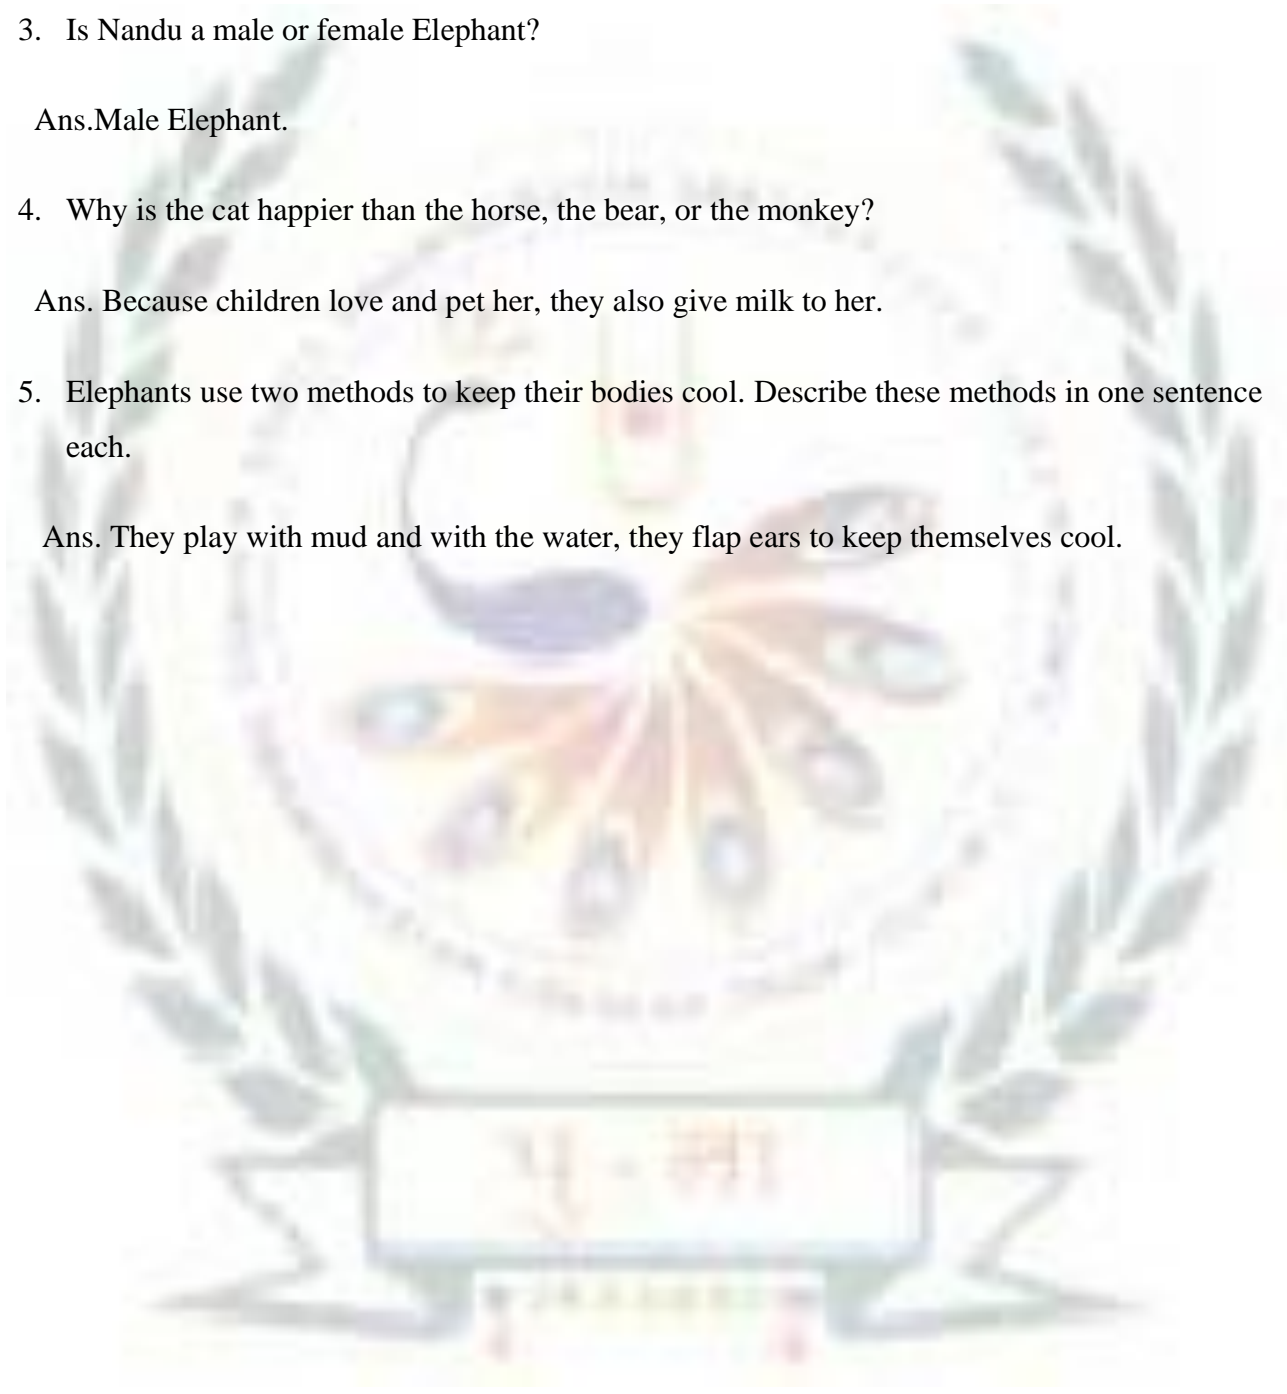 3. Is Nandu a male or female Elephant?
Ans.Male Elephant.
4. Why is the cat happier than the horse, the bear, or the monkey?
Ans. Because children love and pet her, they also give milk to her.
5. Elephants use two methods to keep their bodies cool. Describe these methods in one sentence
each.
Ans. They play with mud and with the water, they flap ears to keep themselves cool.